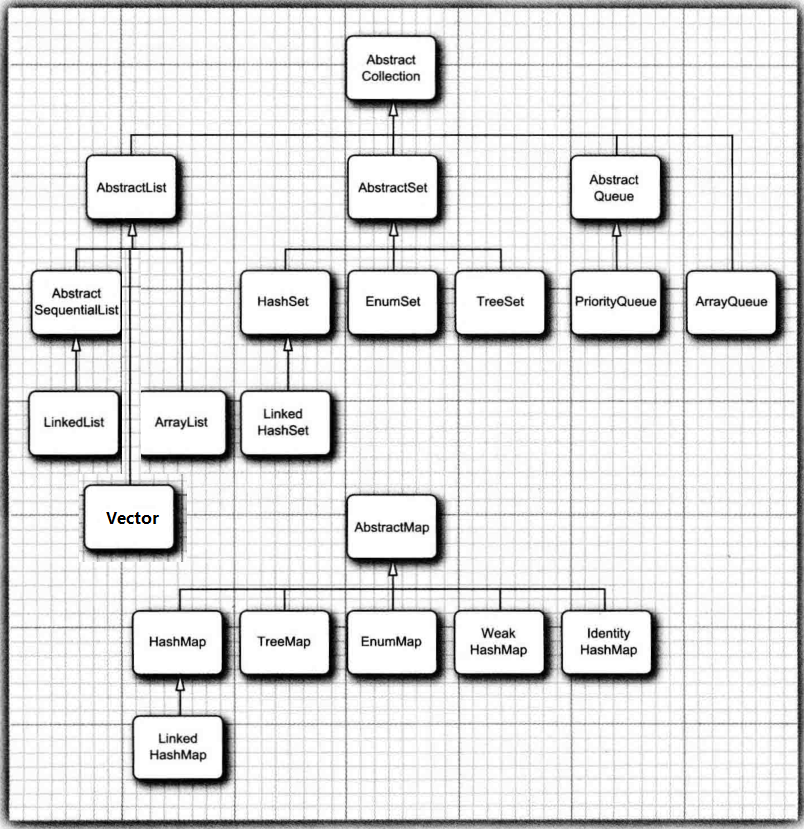 Abstract
Collection
AbstractList
AbstractSet
Abstract
Queue
Abstract
SequentialList
HashSet
EnumSet
TreeSet
PriorityQueue
ArrayQueue
LinkedList
ArrayList
Linked
HashSet
Vector
AbstractMap
HashMap
TreeMap
EnumMap
Weak
HashMap
Identity
HashMap
Linked
HashMap